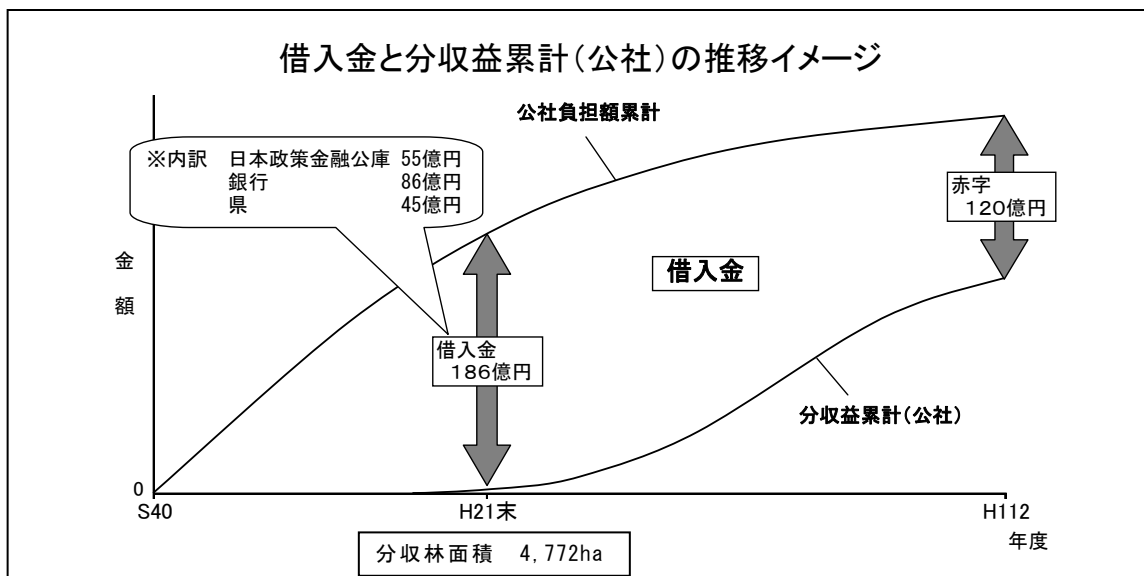 借入金と分収益累計(公社)の推移イメージ
公社負担額累計
※内訳 日本政策金融公庫 55億円
銀行 86億円
県 45億円
赤字
120億円
金
額
借入金
借入金
186億円
分収益累計(公社)
0
S40
H21末
H112
年度
分収林面積 4,772ha